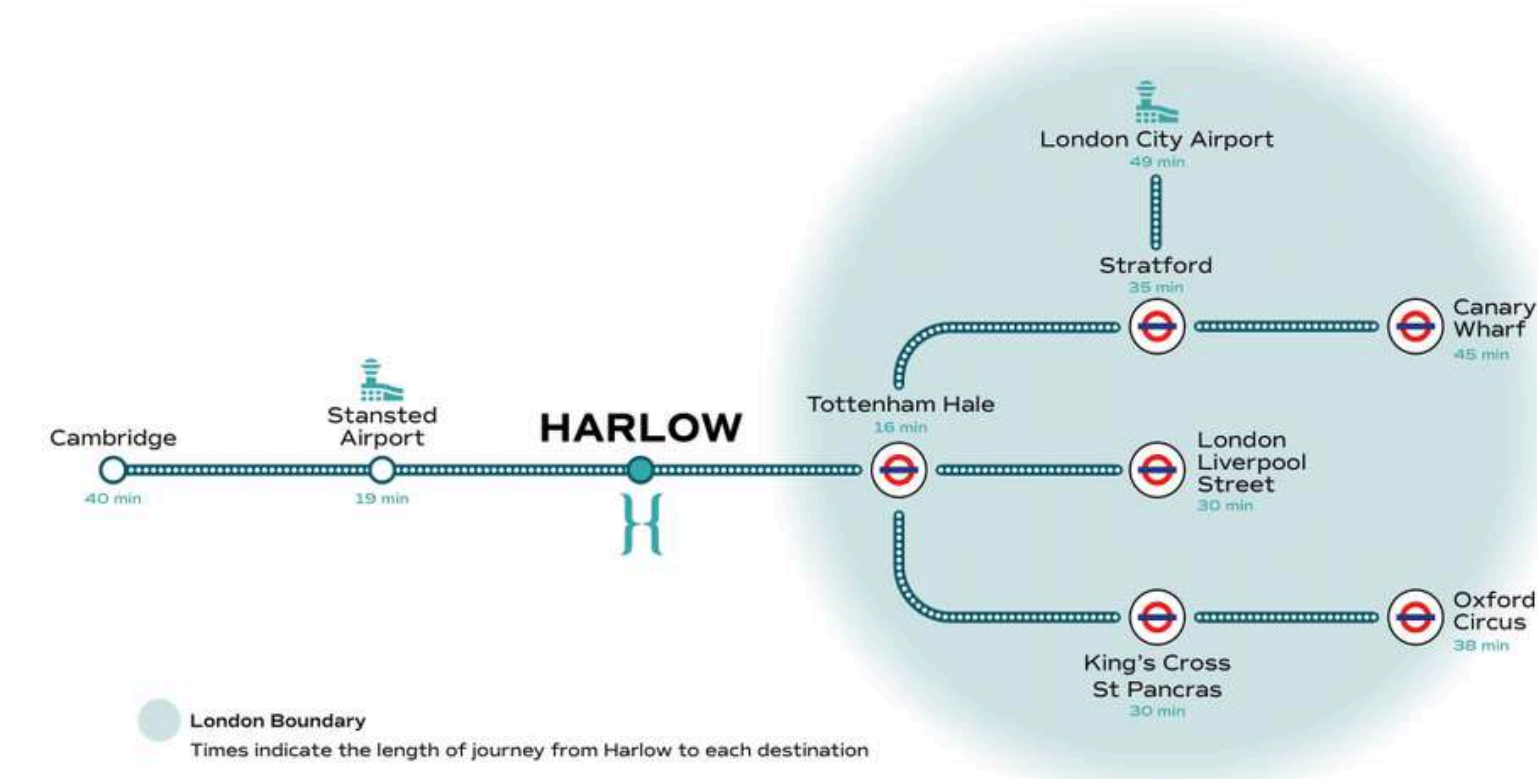 London City Airport
49 min
Stratford
35 min
Canary
Wharf
45 min
Tottenham Hale
16 min
Stansted
Airport
19 min
HARLOW
Cambridge
40 min
London
Liverpool
Street
30 min
Oxford
Circus
38 min
King's Cross
St Pancras
30 min
London Boundary
Times indicate the length of journey from Harlow to each destination